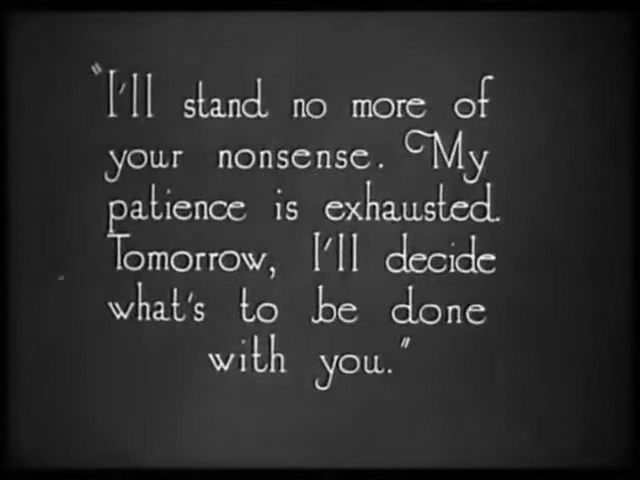 "I'll stand no more of
your nonsense. My
patience is exhausted.
Tomorrow, I'll decide
what's to be done
with you."